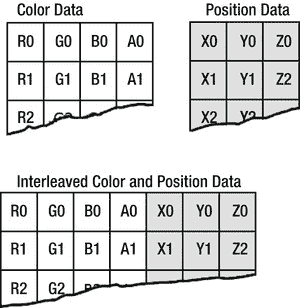 Color Data
R0 G0 B0 A0
R1 G1 B1 A1
R2
Position Data
X0 Y0 Z0
X1 Y1 Z2
X2 Y2
Interleaved Color and Position Data
R0 G0 B0 A0 X0 Y0 Z0
R1 G1 B1 A1 X1 Y1 Z2
R2 G2